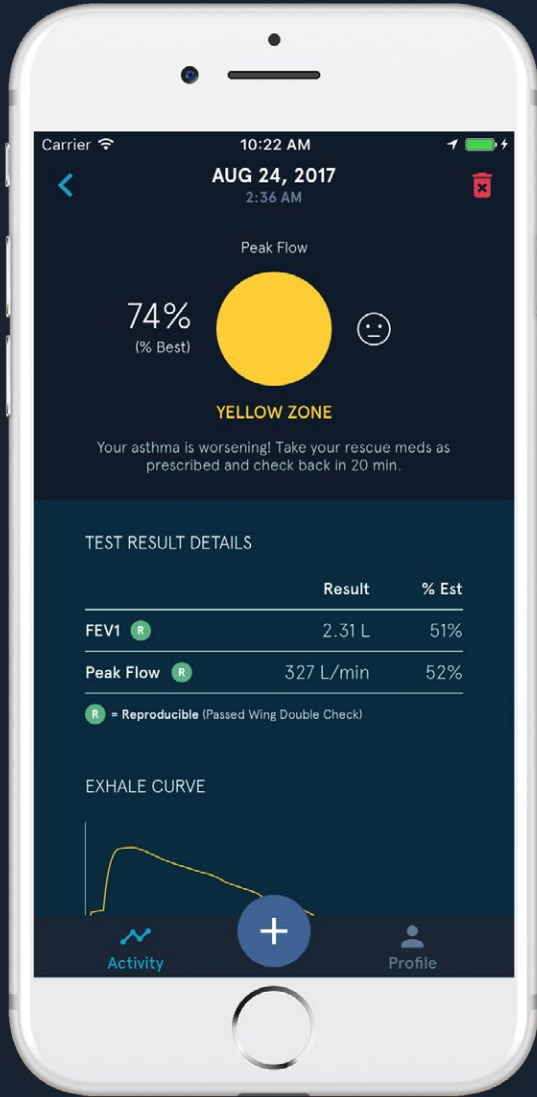 Carrier 10:22 AM
AUG 24, 2017
2:36 AM
Peak Flow
74%
(% Best)
YELLOW ZONE
Your asthma is worsening! Take your rescue meds as
prescribed and check back in 20 min.
TEST RESULT DETAILS
Result % Est
FEV1 R 2.31 L 51%
Peak Flow R 327 L/min 52%
R = Reproducible (Passed Wing Double Check)
EXHALE CURVE
+
Activity Profile